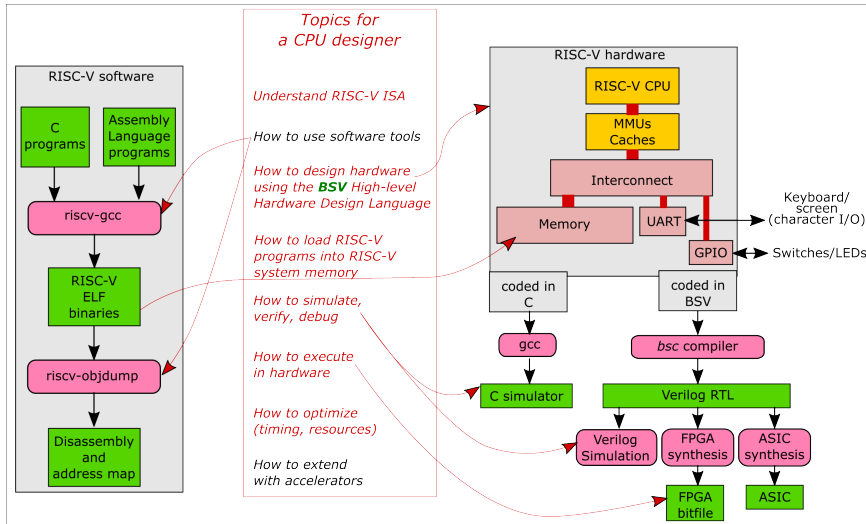 Topics for
a CPU designer
Understand RISC-V ISA
How to use software tools
How to design hardware
using the BSV High-level
Hardware Design Language
How to load RISC-V
programs into RISC-V
system memory
How to simulate,
verify, debug
How to execute
in hardware
How to optimize
(timing, resources)
How to extend
with accelerators
RISC-V software
C
programs
Assembly
Language
programs
riscv-gcc
RISC-V
ELF
binaries
riscv-objdump
Disassembly
and
address map
RISC-V hardware
RISC-V CPU
MMUs
Caches
Interconnect
Memory
UART
GPIO
Keyboard/
screen
(character I/O)
Switches/LEDs
coded in
C
gcc
C simulator
coded in
BSV
bsc compiler
Verilog RTL
Verilog
Simulation
FPGA
synthesis
ASIC
synthesis
FPGA
bitfile
ASIC